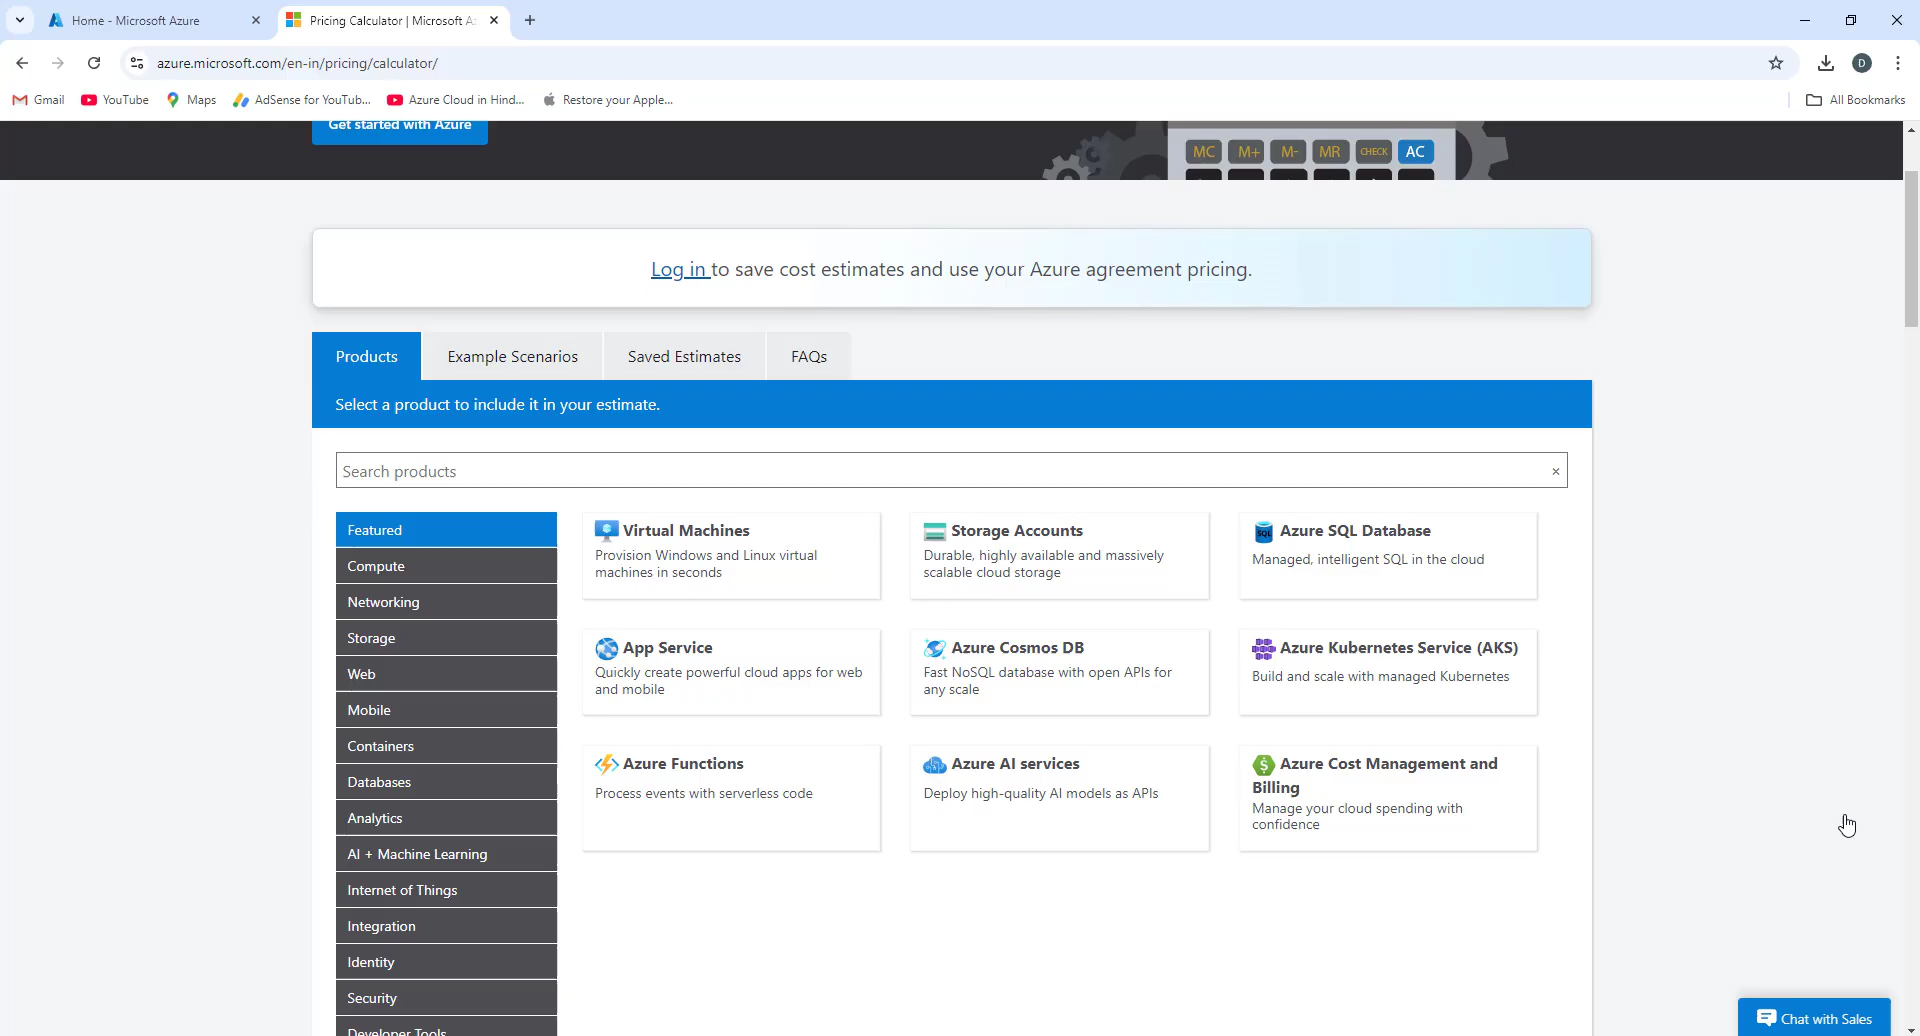 Home - Microsoft Azure
Pricing Calculator | Microsoft A
azure.microsoft.com/en-in/pricing/calculator/
D
Gmail
YouTube
Maps
AdSense for YouTub...
Azure Cloud in Hind...
Restore your Apple...
All Bookmarks
Get started with Azure
MC M+ M- MR CHECK AC
Log in to save cost estimates and use your Azure agreement pricing.
Products
Example Scenarios
Saved Estimates
FAQs
Select a product to include it in your estimate.
Search products
Featured
Compute
Networking
Storage
Web
Mobile
Containers
Databases
Analytics
AI + Machine Learning
Internet of Things
Integration
Identity
Security
Developer Tools
Virtual Machines
Provision Windows and Linux virtual
machines in seconds
Storage Accounts
Durable, highly available and massively
scalable cloud storage
SQL
Azure SQL Database
Managed, intelligent SQL in the cloud
App Service
Quickly create powerful cloud apps for web
and mobile
Azure Cosmos DB
Fast NoSQL database with open APIs for
any scale
Azure Kubernetes Service (AKS)
Build and scale with managed Kubernetes
Azure Functions
Process events with serverless code
Azure AI services
Deploy high-quality AI models as APIs
$
Azure Cost Management and
Billing
Manage your cloud spending with
confidence
Chat with Sales